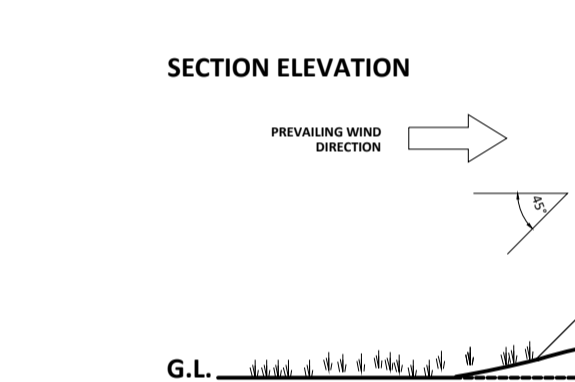 SECTION ELEVATION
PREVAILING WIND
DIRECTION
45°
G.L.